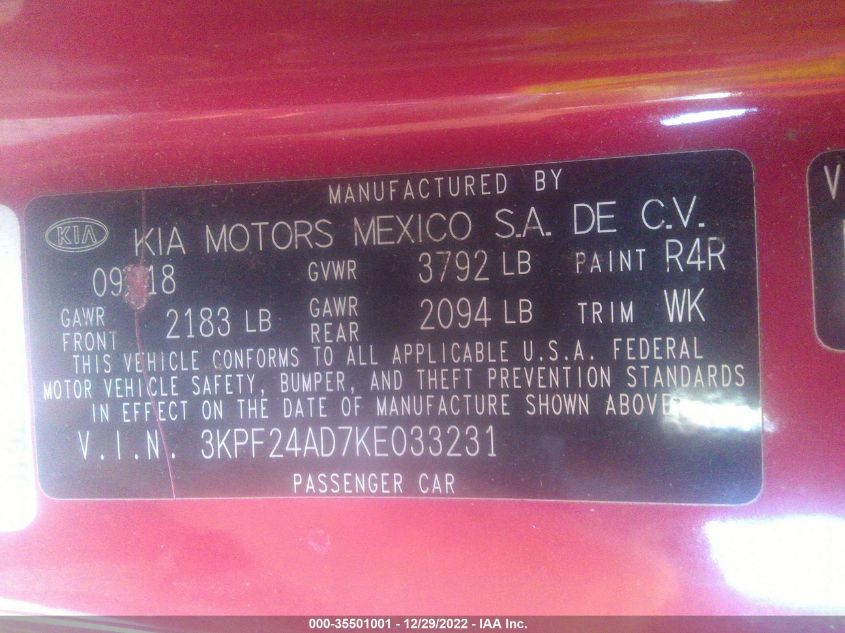 MANUFACTURED BY
KIA
KIA MOTORS MEXICO S.A. DE C.V.
09 18 GVWR 3792 LB PAINT R4R
GAWR FRONT 2183 LB GAWR REAR 2094 LB TRIM WK
THIS VEHICLE CONFORMS TO ALL APPLICABLE U.S.A. FEDERAL
MOTOR VEHICLE SAFETY, BUMPER, AND THEFT PREVENTION STANDARDS
IN EFFECT ON THE DATE OF MANUFACTURE SHOWN ABOVE
V.I.N. 3KPF24AD7KE033231
PASSENGER CAR
V
000-35501001 - 12/29/2022 - IAA Inc.